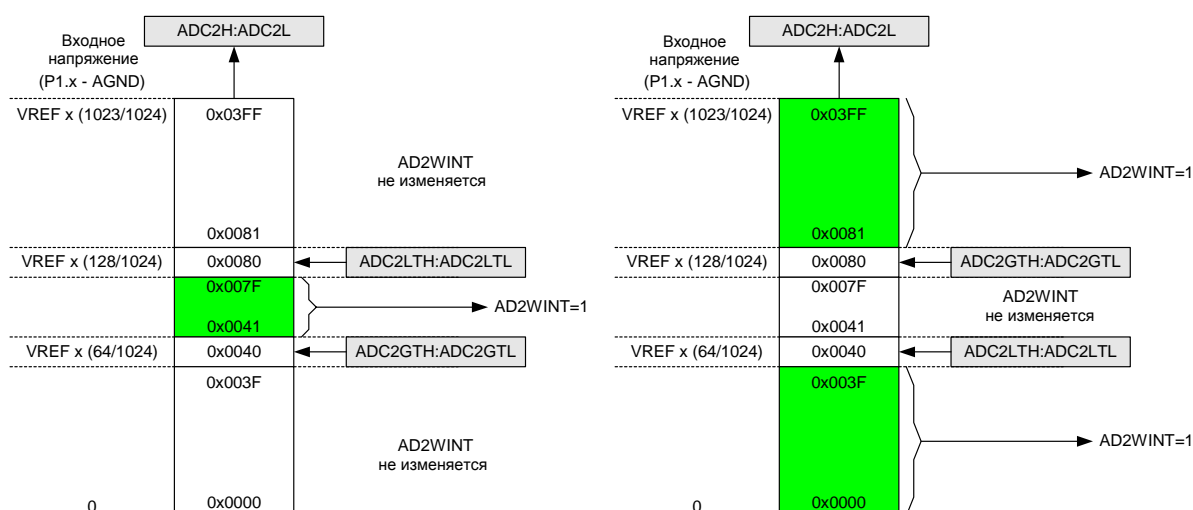 ADC2H:ADC2L
Входное
напряжение
(P1.x - AGND)
VREF x (1023/1024)
0x03FF
AD2WINT
не изменяется
0x0081
VREF x (128/1024)
0x0080
ADC2LTH:ADC2LTL
0x007F
AD2WINT=1
0x0041
VREF x (64/1024)
0x0040
ADC2GTH:ADC2GTL
0x003F
AD2WINT
не изменяется
0
0x0000
ADC2H:ADC2L
Входное
напряжение
(P1.x - AGND)
VREF x (1023/1024)
0x03FF
AD2WINT=1
0x0081
VREF x (128/1024)
0x0080
ADC2GTH:ADC2GTL
0x007F
AD2WINT
не изменяется
0x0041
VREF x (64/1024)
0x0040
ADC2LTH:ADC2LTL
0x003F
AD2WINT=1
0
0x0000